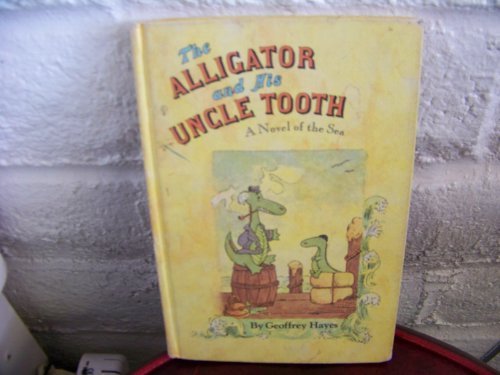 The
ALLIGATOR
and His
UNCLE TOOTH
A Novel of the Sea
By Geoffrey Hayes